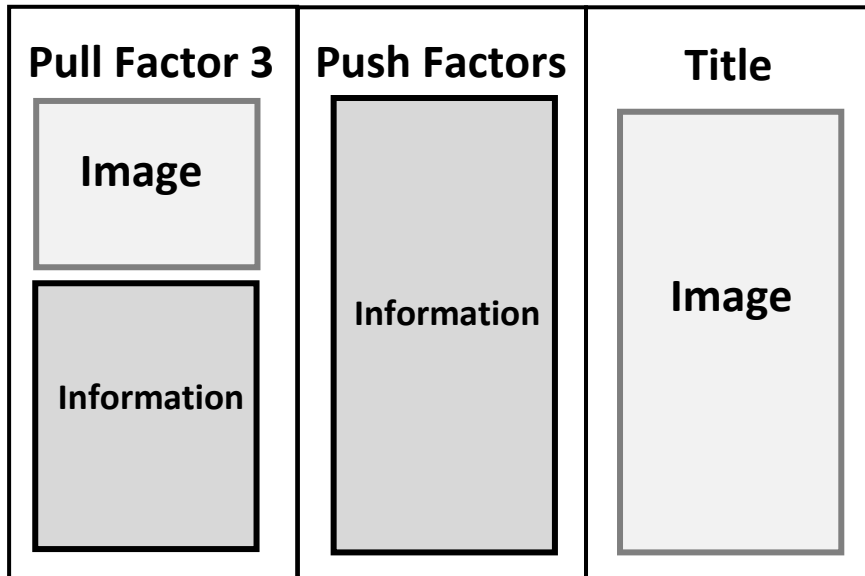 Pull Factor 3
Image
Information
Push Factors
Information
Title
Image